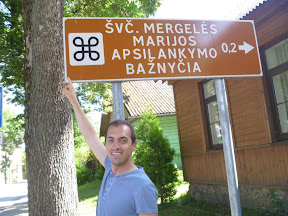 ŠVČ. MERGELĖS
MARIJOS
APSILANKYMO 0,2
BAŽNYČIA